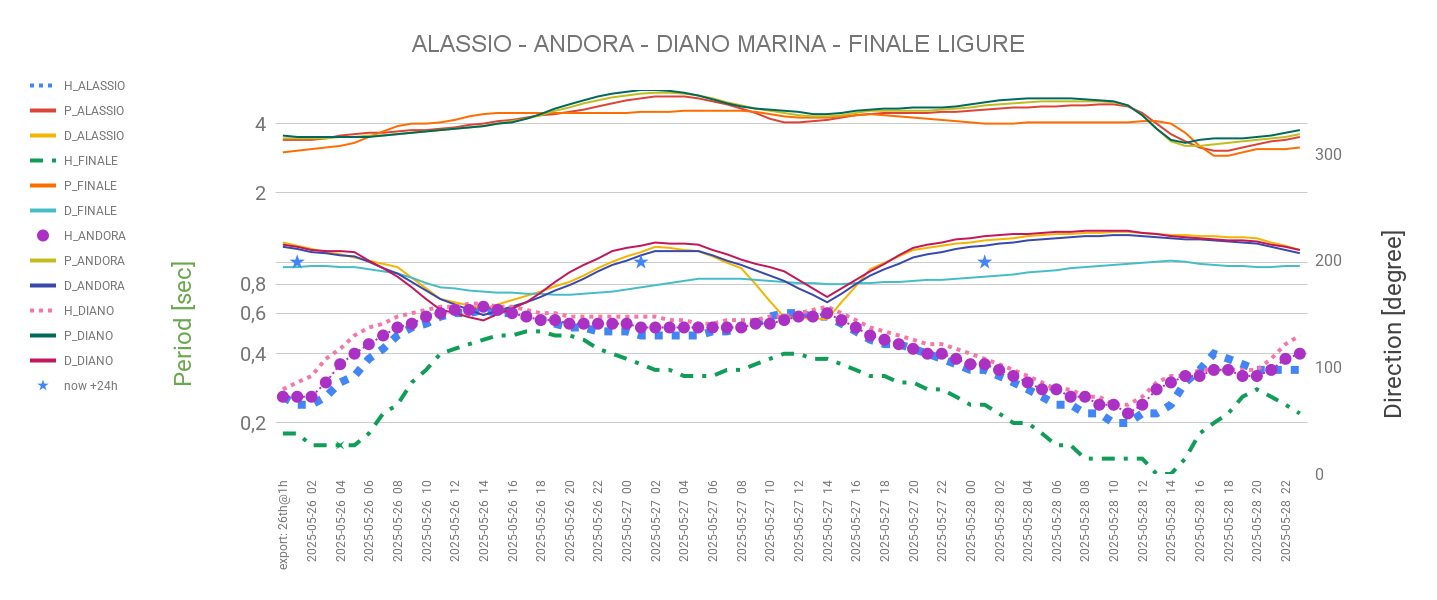 ALASSIO - ANDORA - DIANO MARINA - FINALE LIGURE
H_ALASSIO
P_ALASSIO
D_ALASSIO
H_FINALE
P_FINALE
D_FINALE
H_ANDORA
P_ANDORA
D_ANDORA
H_DIANO
P_DIANO
D_DIANO
now +24h
Period [sec]
4
2
0,8
0,6
0,4
0,2
300
200
100
0
Direction [degree]
export: 26th@1h
2025-05-26 02
2025-05-26 04
2025-05-26 06
2025-05-26 08
2025-05-26 10
2025-05-26 12
2025-05-26 14
2025-05-26 16
2025-05-26 18
2025-05-26 20
2025-05-26 22
2025-05-27 00
2025-05-27 02
2025-05-27 04
2025-05-27 06
2025-05-27 08
2025-05-27 10
2025-05-27 12
2025-05-27 14
2025-05-27 16
2025-05-27 18
2025-05-27 20
2025-05-27 22
2025-05-28 00
2025-05-28 02
2025-05-28 04
2025-05-28 06
2025-05-28 08
2025-05-28 10
2025-05-28 12
2025-05-28 14
2025-05-28 16
2025-05-28 18
2025-05-28 20
2025-05-28 22